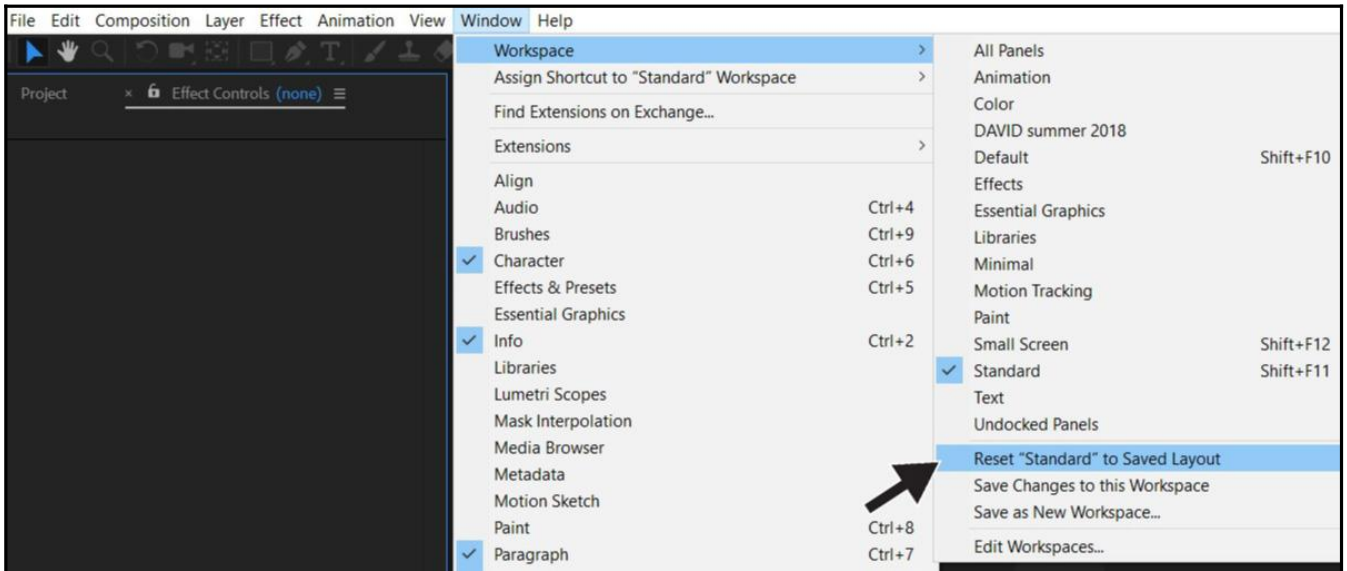 File Edit Composition Layer Effect Animation View Window Help
Project × Effect Controls (none) ≡
Workspace >
Assign Shortcut to “Standard” Workspace >
Find Extensions on Exchange...
Extensions >
Align
Audio Ctrl+4
Brushes Ctrl+9
Character Ctrl+6
Effects & Presets Ctrl+5
Essential Graphics
Info Ctrl+2
Libraries
Lumetri Scopes
Mask Interpolation
Media Browser
Metadata
Motion Sketch
Paint Ctrl+8
Paragraph Ctrl+7
All Panels
Animation
Color
DAVID summer 2018
Default Shift+F10
Effects
Essential Graphics
Libraries
Minimal
Motion Tracking
Paint
Small Screen Shift+F12
Standard Shift+F11
Text
Undocked Panels
Reset “Standard” to Saved Layout
Save Changes to this Workspace
Save as New Workspace...
Edit Workspaces...